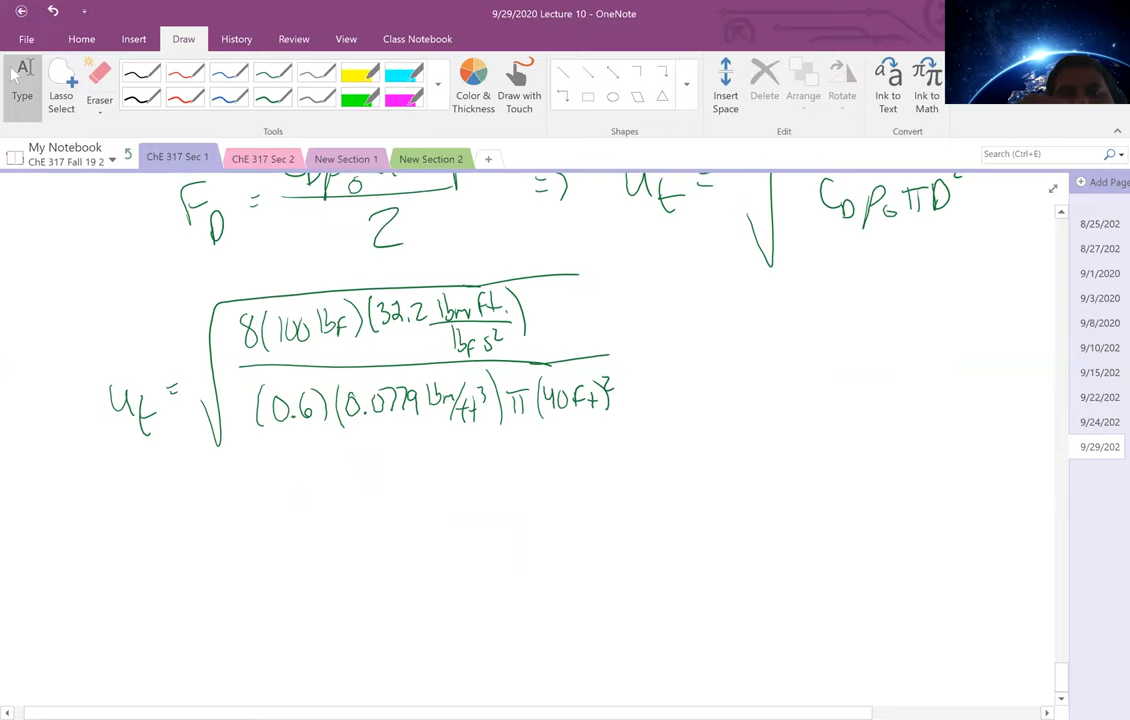 9/29/2020 Lecture 10 - OneNote
File Home Insert Draw History Review View Class Notebook
Type
Lasso Select
Eraser
Color & Thickness
Draw with Touch
Insert Space
Delete
Arrange
Rotate
Ink to Text
Ink to Math
Tools
Shapes
Edit
Convert
My Notebook
ChE 317 Fall 19 2
ChE 317 Sec 1
ChE 317 Sec 2
New Section 1
New Section 2
+
Search (Ctrl+E)
Add Page
8/25/202
8/27/202
9/1/2020
9/3/2020
9/8/2020
9/10/202
9/15/202
9/22/202
9/24/202
9/29/202
F_D = / 2 => u_t = √ C_D ρ_G π D²
u_t = √ 8(100 lbf)(32.2 lbm ft. / lbf s²) / (0.6)(0.0779 lbm/ft³) π (40ft)²